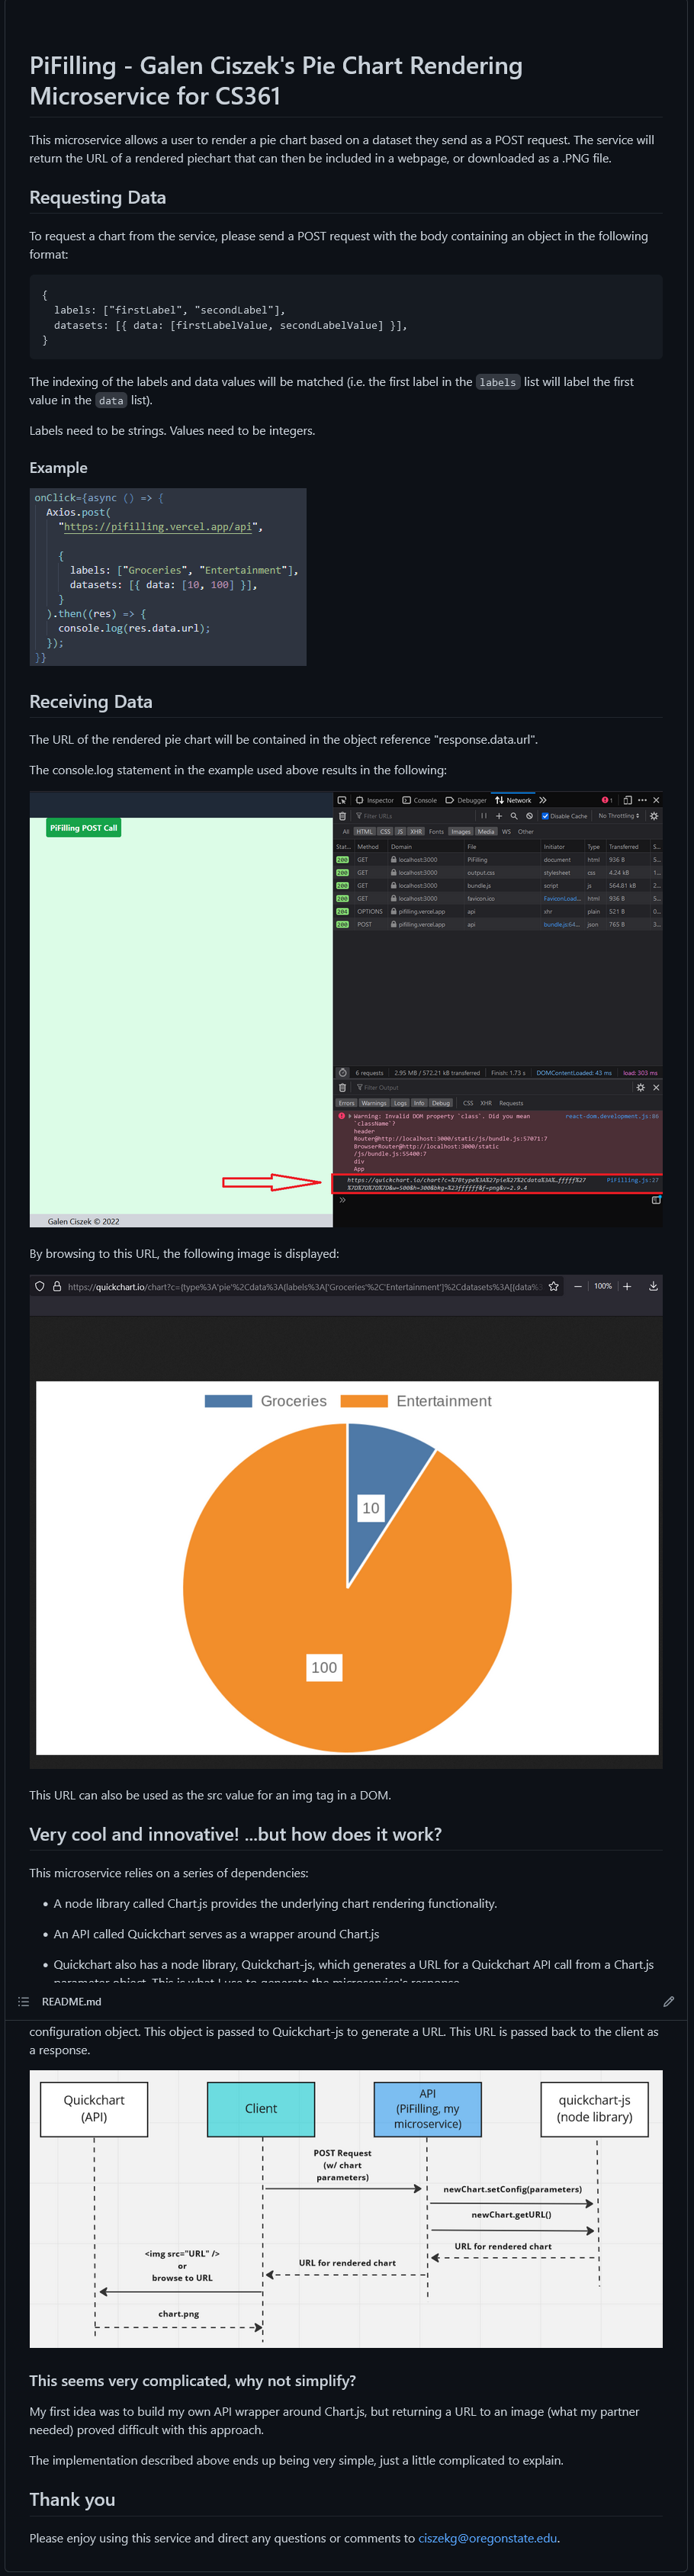 PiFilling - Galen Ciszek's Pie Chart Rendering
Microservice for CS361
This microservice allows a user to render a pie chart based on a dataset they send as a POST request. The service will
return the URL of a rendered piechart that can then be included in a webpage, or downloaded as a .PNG file.
Requesting Data
To request a chart from the service, please send a POST request with the body containing an object in the following
format:
{
labels: ["firstLabel", "secondLabel"],
datasets: [{ data: [firstLabelValue, secondLabelValue] }],
}
The indexing of the labels and data values will be matched (i.e. the first label in the labels list will label the first
value in the data list).
Labels need to be strings. Values need to be integers.
Example
onClick={async () => {
Axios.post(
"https://pifilling.vercel.app/api",
{
labels: ["Groceries", "Entertainment"],
datasets: [{ data: [10, 100] }],
}
).then((res) => {
console.log(res.data.url);
});
}}
Receiving Data
The URL of the rendered pie chart will be contained in the object reference "response.data.url".
The console.log statement in the example used above results in the following:
Inspector Console Debugger Network 1
Filter URLs Disable Cache No Throttling
PiFilling POST Call
All HTML CSS JS XHR Fonts Images Media WS Other
Stat... Method Domain File Initiator Type Transferred S...
200 GET localhost:3000 PiFilling document html 936 B S...
200 GET localhost:3000 output.css stylesheet css 4.24 kB 1...
200 GET localhost:3000 bundle.js script js 564.81 kB 2...
200 GET localhost:3000 favicon.ico FaviconLoad... html 936 B S...
204 OPTIONS pifilling.vercel.app api xhr plain 521 B 0...
200 POST pifilling.vercel.app api bundle.js:64... json 765 B 3...
6 requests 2.95 MB / 572.21 kB transferred Finish: 1.73 s DOMContentLoaded: 43 ms load: 303 ms
Filter Output
Errors Warnings Logs Info Debug CSS XHR Requests
Warning: Invalid DOM property `class`. Did you mean react-dom.development.js:86
`className`?
header
Router@http://localhost:3000/static/js/bundle.js:57071:7
BrowserRouter@http://localhost:3000/static
/js/bundle.js:55400:7
div
App
https://quickchart.io/chart?c=%7Btype%3A%27pie%27%2Cdata%3A%…fffff%27 PiFilling.js:27
%7D%7D%7D%7D&w=500&h=300&bkg=%23ffffff&f=png&v=2.9.4
Galen Ciszek © 2022
By browsing to this URL, the following image is displayed:
https://quickchart.io/chart?c={type%3A'pie'%2Cdata%3A{labels%3A['Groceries'%2C'Entertainment']%2Cdatasets%3A[{data%3 100%
Groceries Entertainment
10
100
This URL can also be used as the src value for an img tag in a DOM.
Very cool and innovative! ...but how does it work?
This microservice relies on a series of dependencies:
• A node library called Chart.js provides the underlying chart rendering functionality.
• An API called Quickchart serves as a wrapper around Chart.js
• Quickchart also has a node library, Quickchart-js, which generates a URL for a Quickchart API call from a Chart.js
parameter object. This is what I use to generate the microservice's response.
README.md
configuration object. This object is passed to Quickchart-js to generate a URL. This URL is passed back to the client as
a response.
Quickchart
(API)
Client
API
(PiFilling, my
microservice)
quickchart-js
(node library)
POST Request
(w/ chart
parameters)
newChart.setConfig(parameters)
newChart.getURL()
URL for rendered chart
URL for rendered chart
<img src="URL" />
or
browse to URL
chart.png
This seems very complicated, why not simplify?
My first idea was to build my own API wrapper around Chart.js, but returning a URL to an image (what my partner
needed) proved difficult with this approach.
The implementation described above ends up being very simple, just a little complicated to explain.
Thank you
Please enjoy using this service and direct any questions or comments to ciszekg@oregonstate.edu.